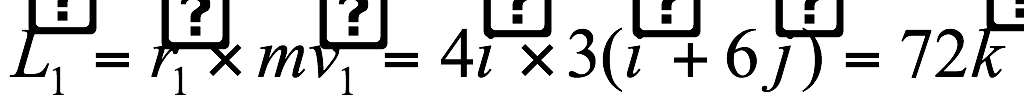 L₁ = r₁ × mv₁ = 4i × 3(i + 6j) = 72k